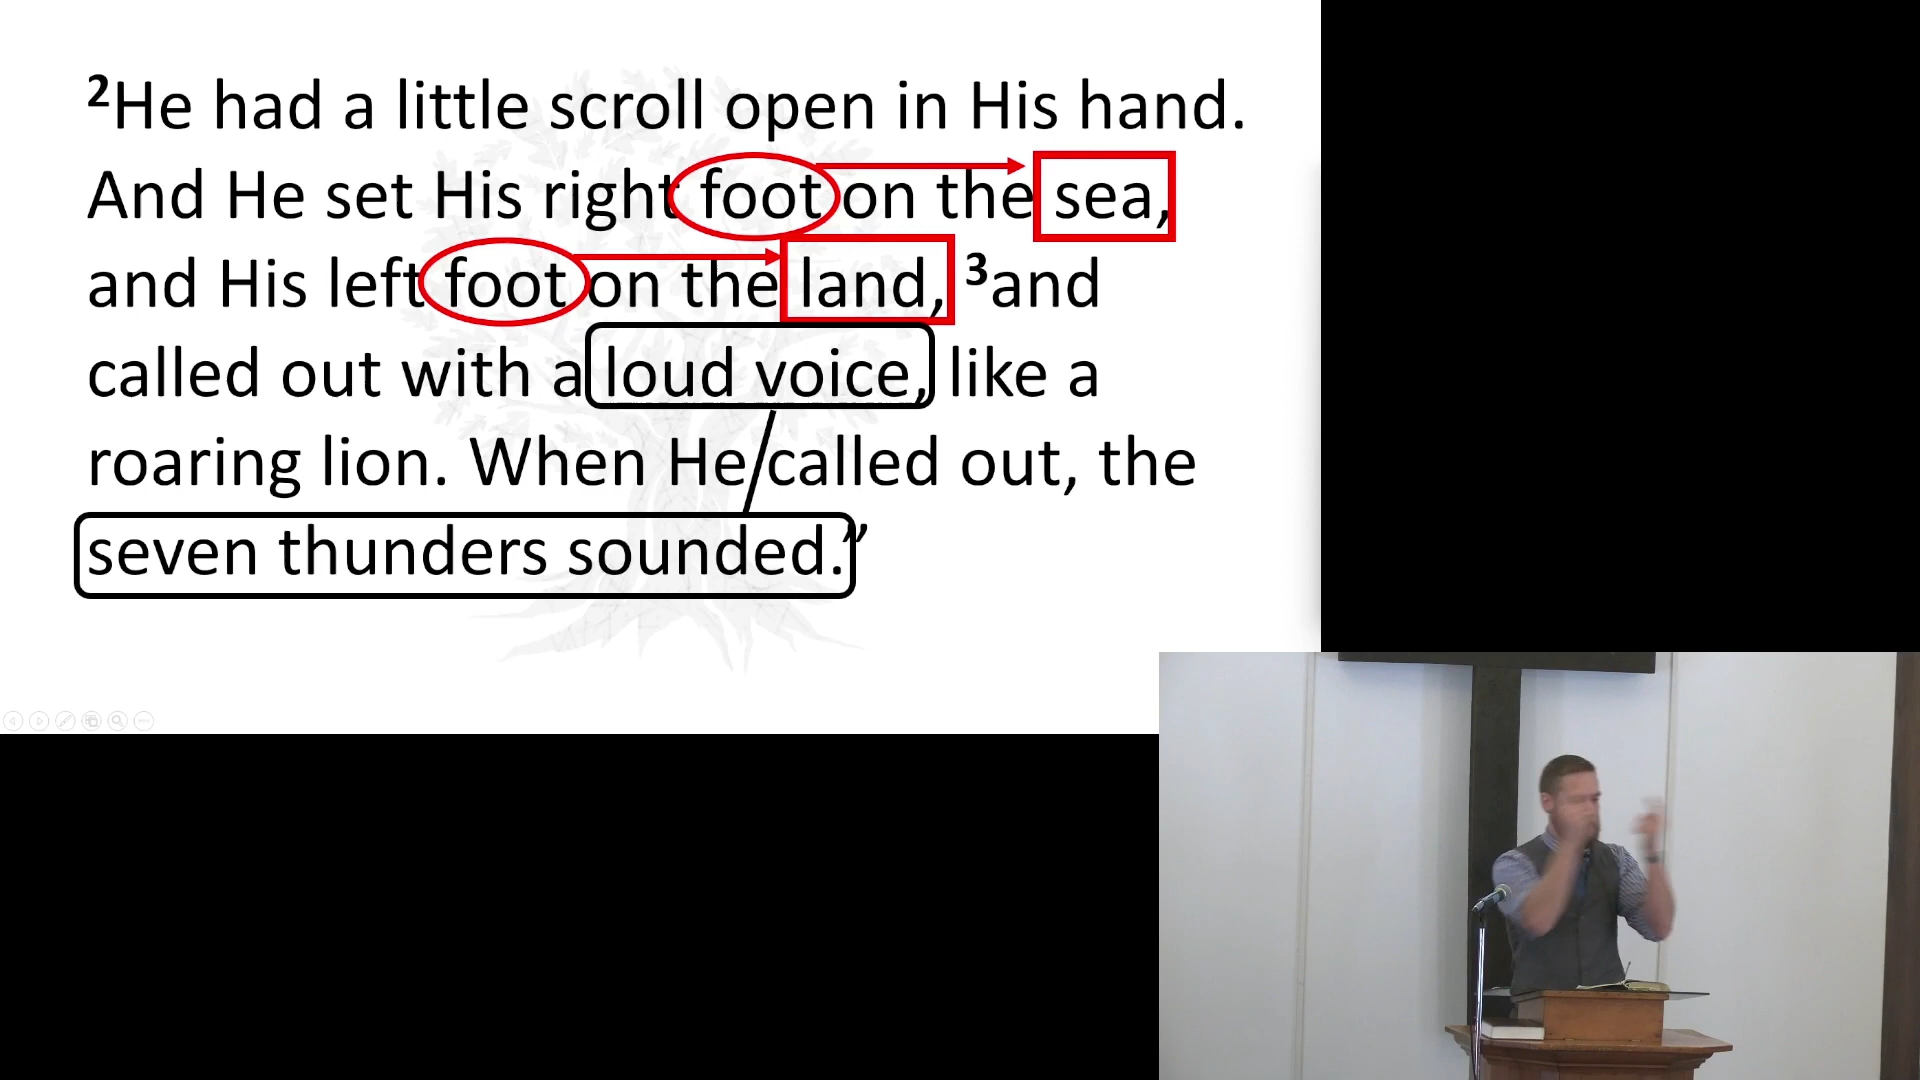 ²He had a little scroll open in His hand.
And He set His right foot on the sea,
and His left foot on the land, ³and
called out with a loud voice, like a
roaring lion. When He called out, the
seven thunders sounded.”